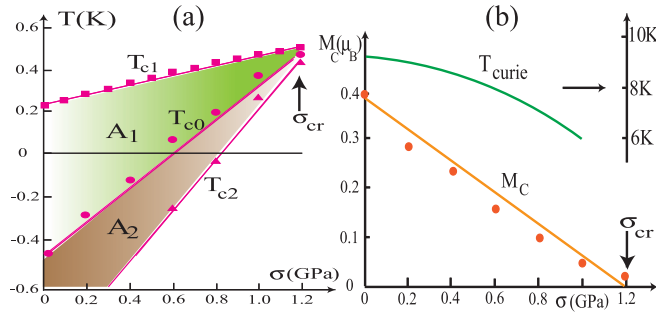 (a)
T(K)
0.6
0.4
0.2
0
-0.2
-0.4
-0.6
T_c1
A_1
T_c0
T_c2
A_2
σ_cr
σ(GPa)
0 0.2 0.4 0.6 0.8 1.0 1.2
(b)
M_C(μ_B)
0.4
0.3
0.2
0.1
0
T_curie
M_C
10K
8K
6K
σ_cr
0.2 0.4 0.6 0.8 1.0 1.2
σ(GPa)